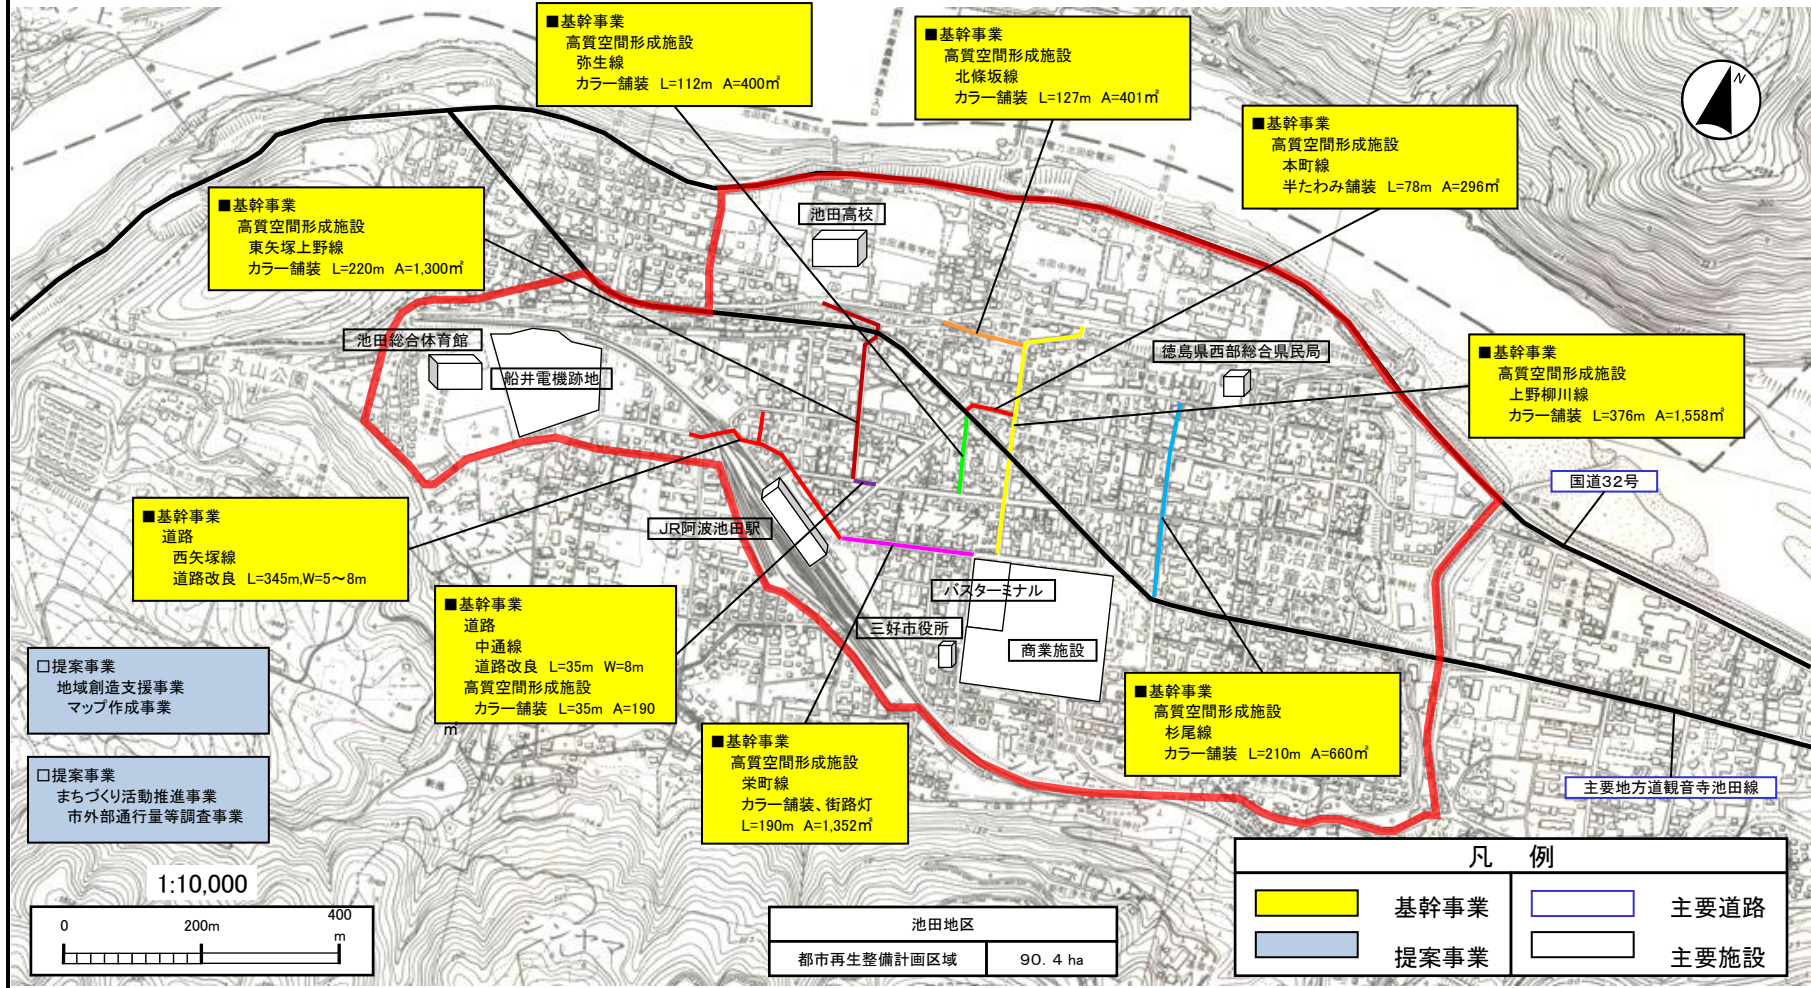 ■基幹事業
高質空間形成施設
弥生線
カラー舗装 L=112m A=400㎡
■基幹事業
高質空間形成施設
北條坂線
カラー舗装 L=127m A=401㎡
■基幹事業
高質空間形成施設
本町線
半たわみ舗装 L=78m A=296㎡
N
■基幹事業
高質空間形成施設
東矢塚上野線
カラー舗装 L=220m A=1,300㎡
池田高校
池田総合体育館
船井電機跡地
徳島県西部総合県民局
■基幹事業
高質空間形成施設
上野柳川線
カラー舗装 L=376m A=1,558㎡
国道32号
■基幹事業
道路
西矢塚線
道路改良 L=345m,W=5～8m
JR阿波池田駅
■基幹事業
道路
中通線
道路改良 L=35m W=8m
高質空間形成施設
カラー舗装 L=35m A=190
㎡
バスターミナル
三好市役所
商業施設
□提案事業
地域創造支援事業
マップ作成事業
□提案事業
まちづくり活動推進事業
市外部通行量等調査事業
■基幹事業
高質空間形成施設
栄町線
カラー舗装、街路灯
L=190m A=1,352㎡
■基幹事業
高質空間形成施設
杉尾線
カラー舗装 L=210m A=660㎡
主要地方道観音寺池田線
1:10,000
0 200m 400
m
池田地区
都市再生整備計画区域 90.4 ha
凡 例
基幹事業 主要道路
提案事業 主要施設